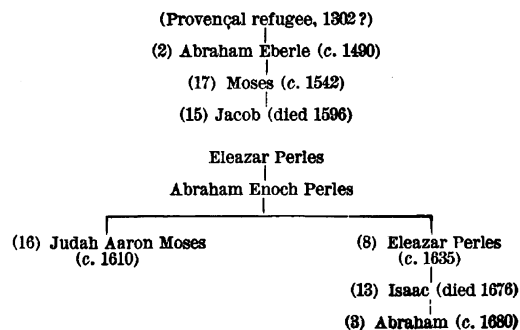 (Provençal refugee, 1302?)
(2) Abraham Eberle (c. 1490)
(17) Moses (c. 1542)
(15) Jacob (died 1596)
Eleazar Perles
Abraham Enoch Perles
(16) Judah Aaron Moses
(c. 1610)
(8) Eleazar Perles
(c. 1635)
(13) Isaac (died 1676)
(3) Abraham (c. 1680)